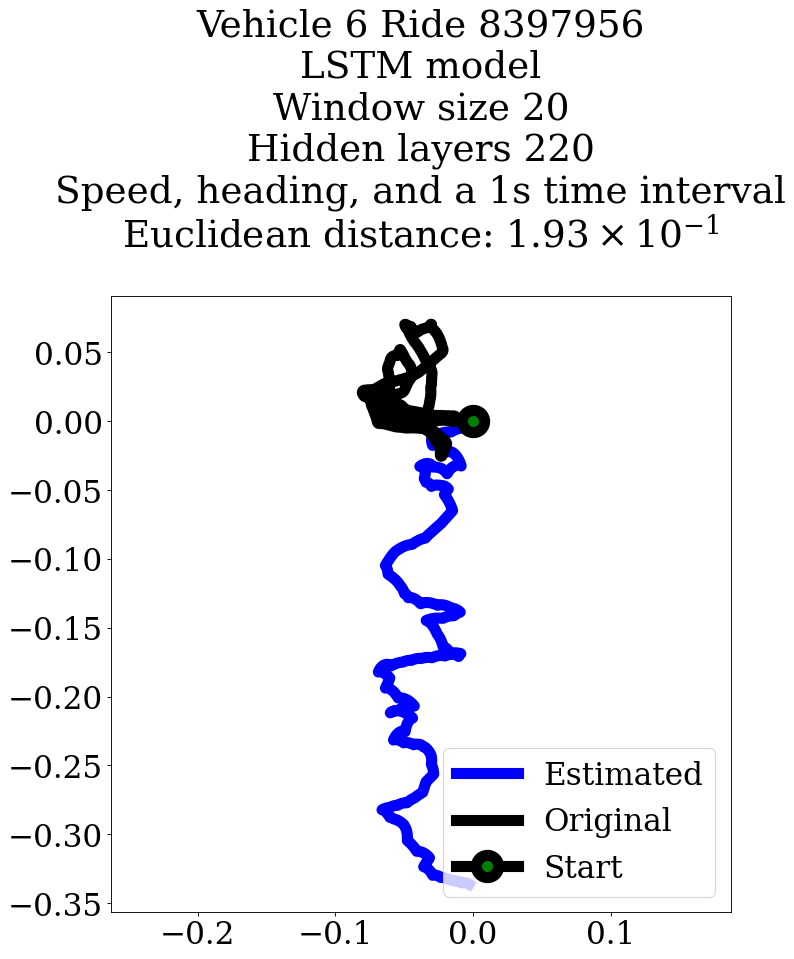 Vehicle 6 Ride 8397956
LSTM model
Window size 20
Hidden layers 220
Speed, heading, and a 1s time interval
Euclidean distance: 1.93 × 10⁻¹
0.05
0.00
−0.05
−0.10
−0.15
−0.20
−0.25
−0.30
−0.35
Estimated
Original
Start
−0.2 −0.1 0.0 0.1